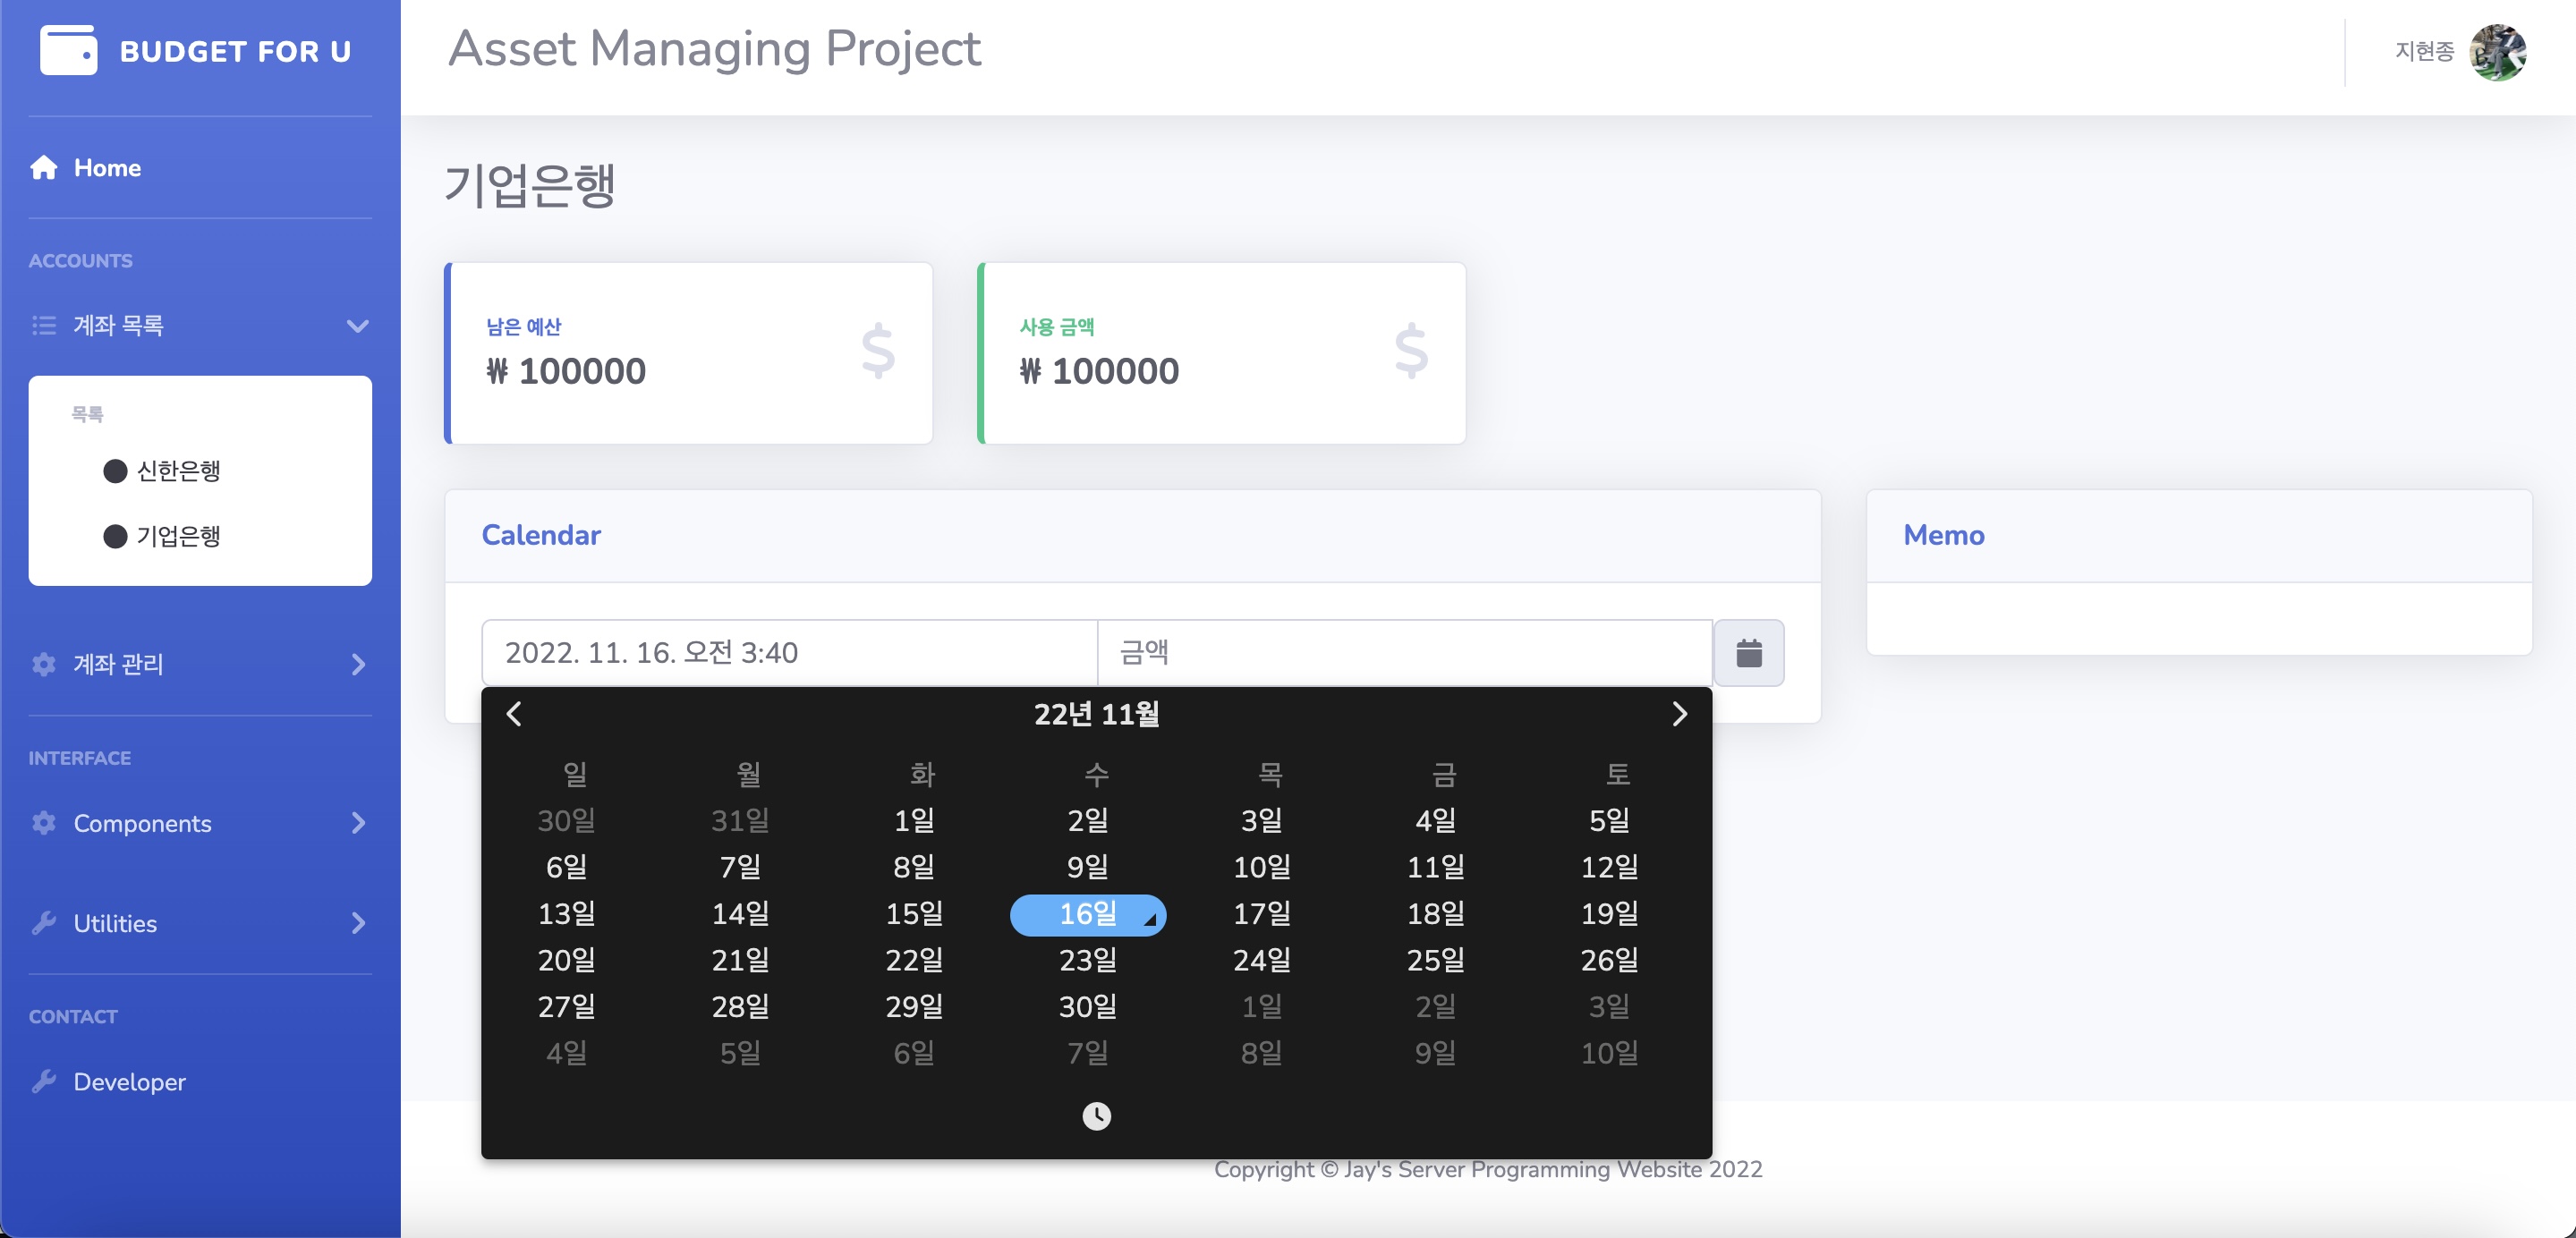 BUDGET FOR U
Home
ACCOUNTS
계좌 목록
목록
신한은행
기업은행
계좌 관리
INTERFACE
Components
Utilities
CONTACT
Developer
Asset Managing Project
지현종
기업은행
남은 예산
₩ 100000
사용 금액
₩ 100000
Calendar
2022. 11. 16. 오전 3:40
금액
22년 11월
일 월 화 수 목 금 토
30일 31일 1일 2일 3일 4일 5일
6일 7일 8일 9일 10일 11일 12일
13일 14일 15일 16일 17일 18일 19일
20일 21일 22일 23일 24일 25일 26일
27일 28일 29일 30일 1일 2일 3일
4일 5일 6일 7일 8일 9일 10일
Memo
Copyright © Jay's Server Programming Website 2022